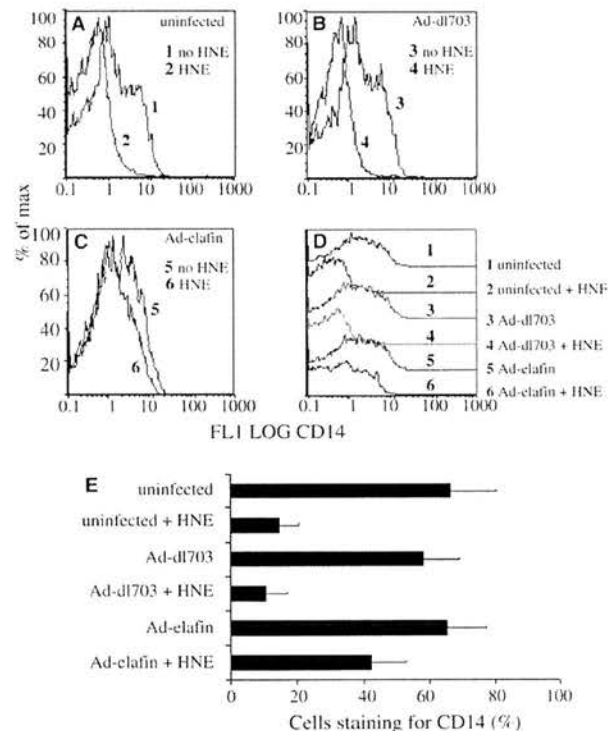 A uninfected
1 no HNE
2 HNE
1
2
100
80
60
40
20
0.1 1 10 100 1000
B Ad-dl703
3 no HNE
4 HNE
3
4
100
80
60
40
20
0.1 1 10 100 1000
% of max
C Ad-elafin
5 no HNE
6 HNE
5
6
100
80
60
40
20
0.1 1 10 100 1000
D
1
2
3
4
5
6
1 uninfected
2 uninfected + HNE
3 Ad-dl703
4 Ad-dl703 + HNE
5 Ad-elafin
6 Ad-elafin + HNE
0.1 1 10 100 1000
FL1 LOG CD14
E
uninfected
uninfected + HNE
Ad-dl703
Ad-dl703 + HNE
Ad-elafin
Ad-elafin + HNE
0 20 40 60 80 100
Cells staining for CD14 (%)